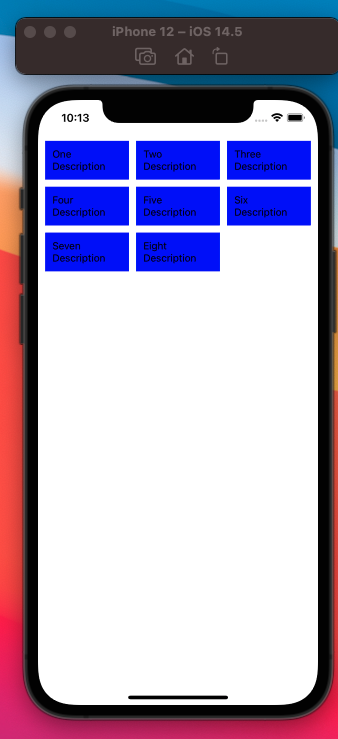 iPhone 12 – iOS 14.5
10:13
One
Description
Two
Description
Three
Description
Four
Description
Five
Description
Six
Description
Seven
Description
Eight
Description